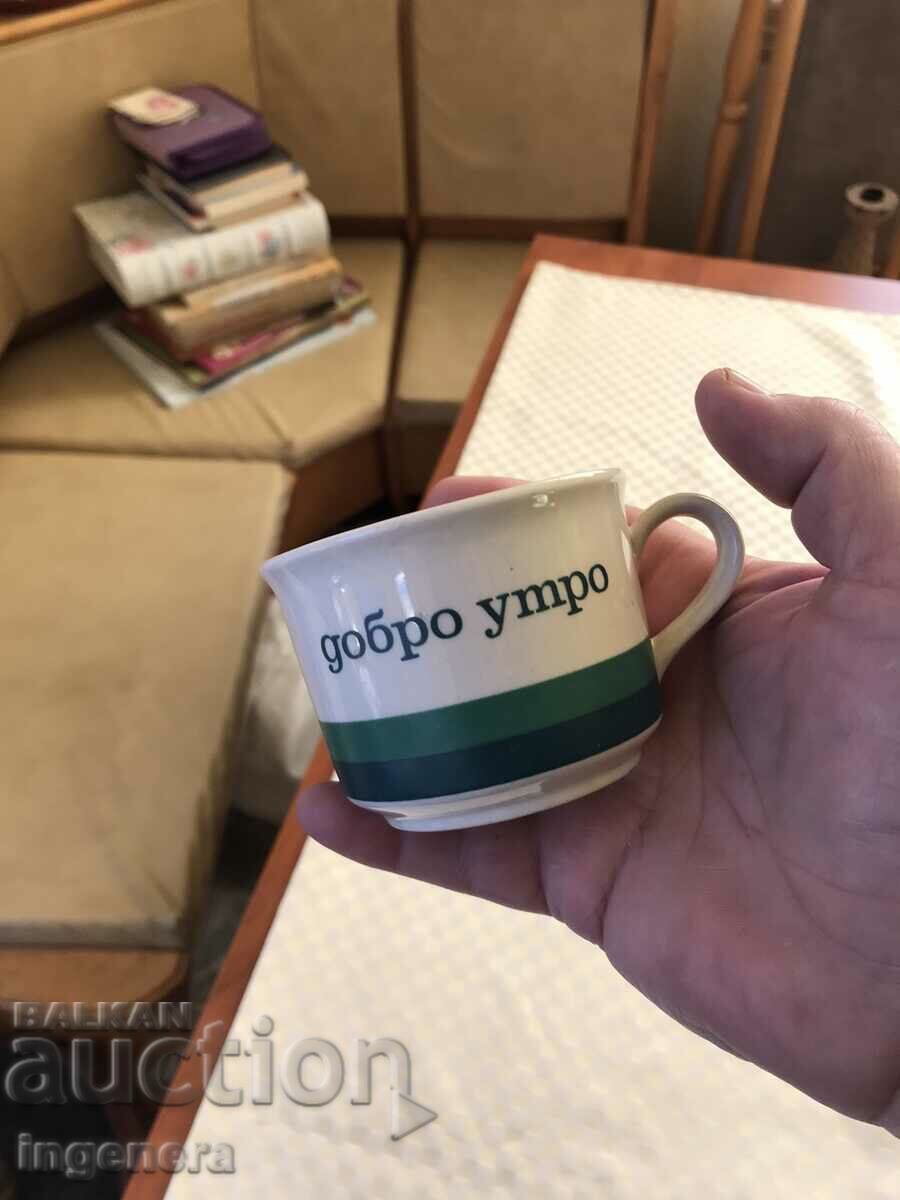 добро утро
BALKAN
auction
ingenera